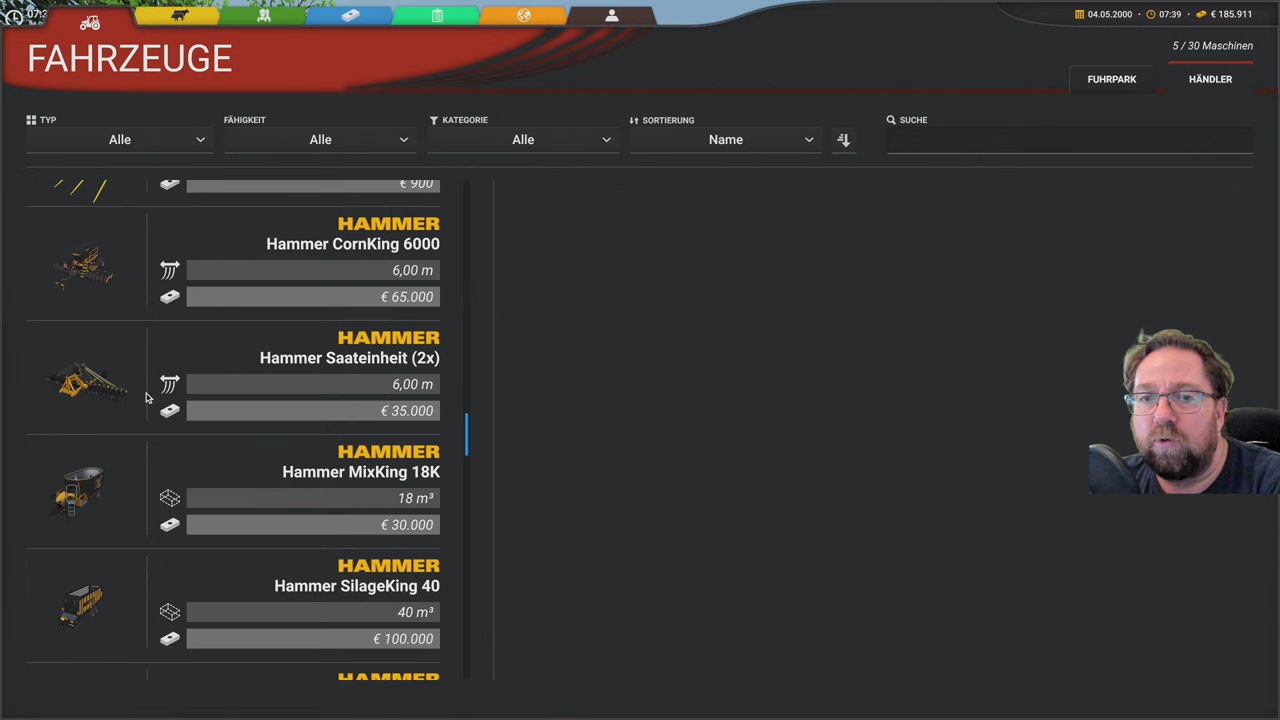 04.05.2000 · 07:39 · € 185.911
FAHRZEUGE
5 / 30 Maschinen
FUHRPARK
HÄNDLER
TYP
FÄHIGKEIT
KATEGORIE
SORTIERUNG
SUCHE
Alle
Alle
Alle
Name
€ 900
HAMMER
Hammer CornKing 6000
6,00 m
€ 65.000
HAMMER
Hammer Saateinheit (2x)
6,00 m
€ 35.000
HAMMER
Hammer MixKing 18K
18 m³
€ 30.000
HAMMER
Hammer SilageKing 40
40 m³
€ 100.000
HAMMER